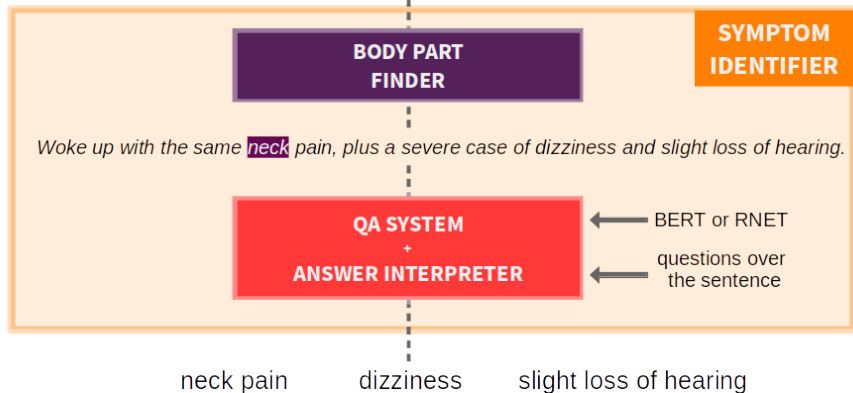 SYMPTOM
IDENTIFIER
BODY PART
FINDER
Woke up with the same neck pain, plus a severe case of dizziness and slight loss of hearing.
QA SYSTEM
+
ANSWER INTERPRETER
BERT or RNET
questions over
the sentence
neck pain dizziness slight loss of hearing